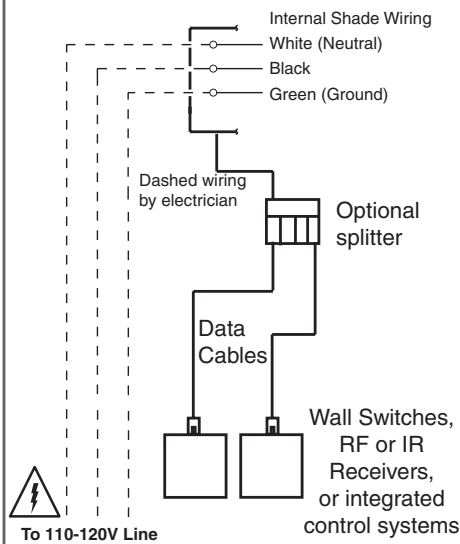 Internal Shade Wiring
White (Neutral)
Black
Green (Ground)
Dashed wiring
by electrician
Optional
splitter
Data
Cables
Wall Switches,
RF or IR
Receivers,
or integrated
control systems
To 110-120V Line